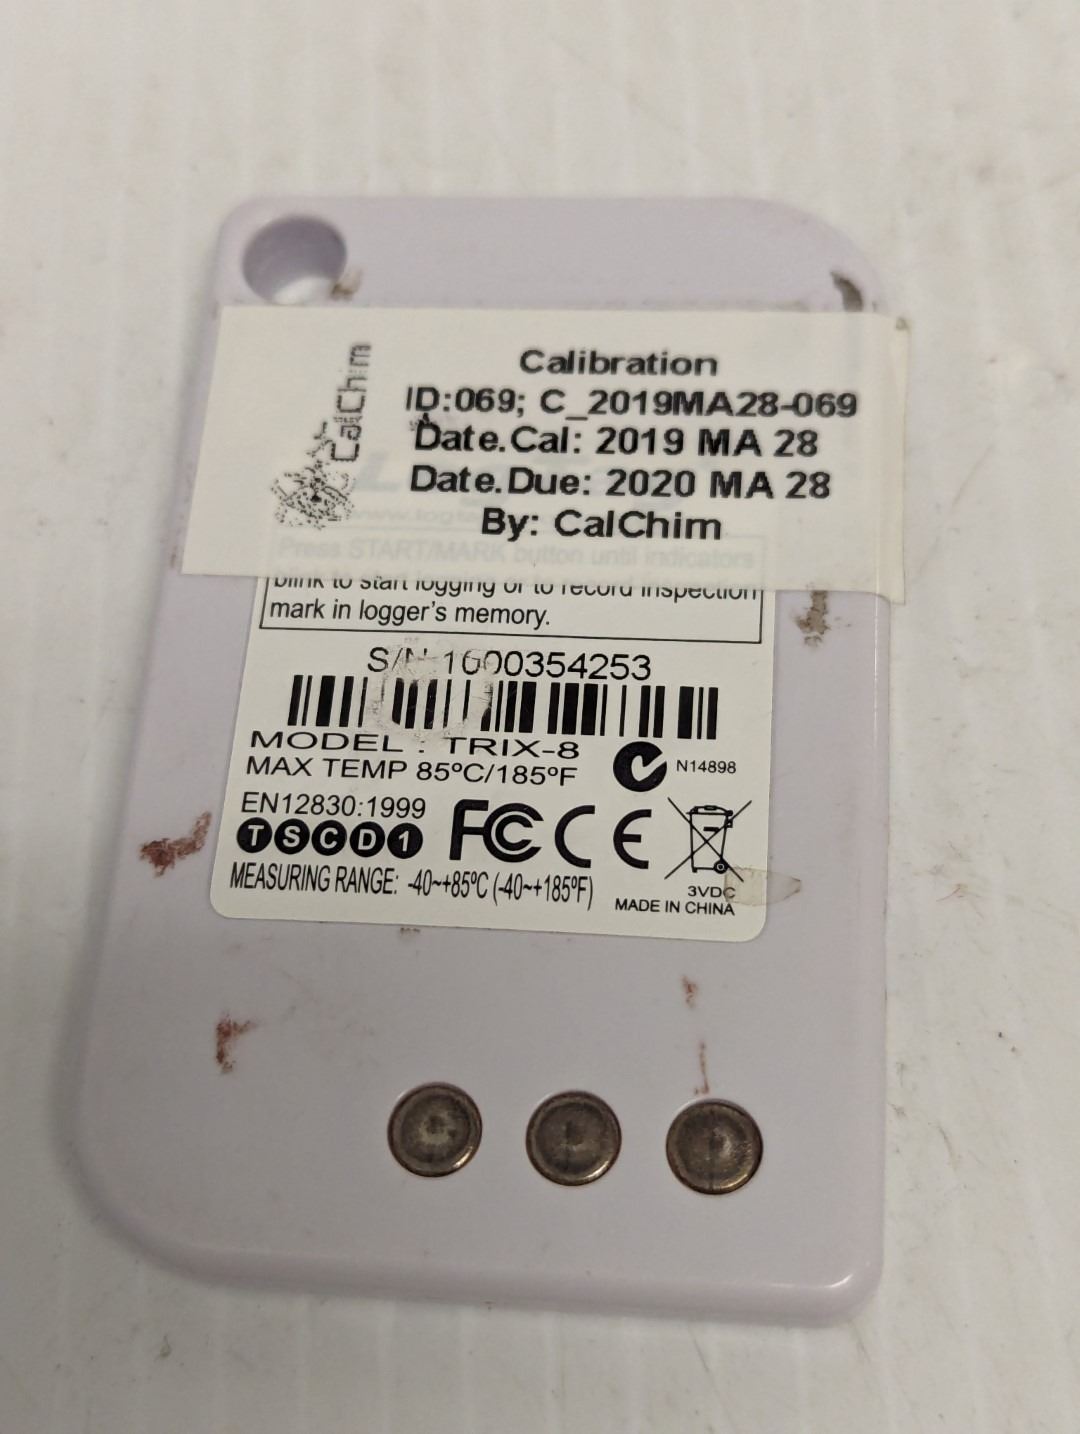 CalChim
Calibration
ID:069; C_2019MA28-069
Date.Cal: 2019 MA 28
Date.Due: 2020 MA 28
By: CalChim
Press START/MARK button until indicators
blink to start logging or to record inspection
mark in logger's memory.
S/N 1000354253
MODEL : TRIX-8
MAX TEMP 85ºC/185ºF
N14898
EN12830:1999
T S C D 1
FC CE
MEASURING RANGE: -40~+85ºC (-40~+185ºF)
3VDC
MADE IN CHINA